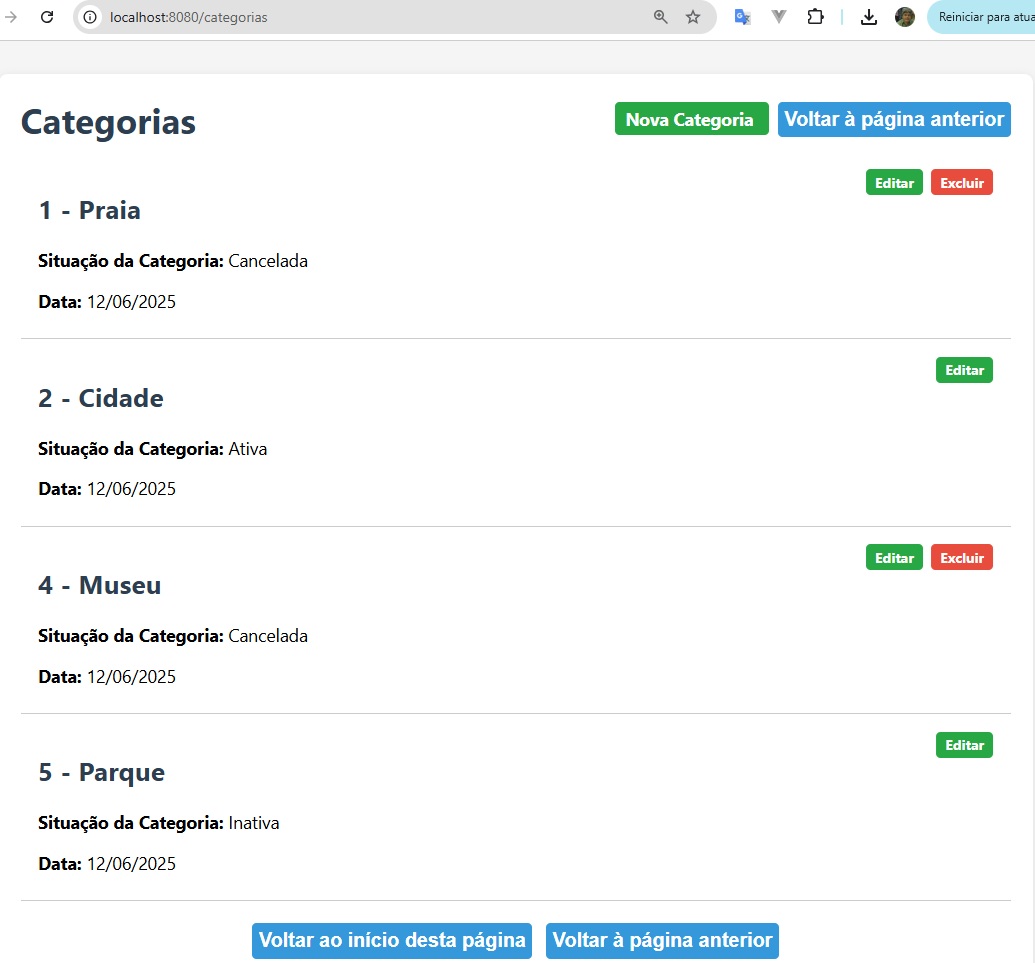 localhost:8080/categorias
Reiniciar para atua
Categorias
Nova Categoria
Voltar à página anterior
Editar
Excluir
1 - Praia
Situação da Categoria: Cancelada
Data: 12/06/2025
Editar
2 - Cidade
Situação da Categoria: Ativa
Data: 12/06/2025
Editar
Excluir
4 - Museu
Situação da Categoria: Cancelada
Data: 12/06/2025
Editar
5 - Parque
Situação da Categoria: Inativa
Data: 12/06/2025
Voltar ao início desta página
Voltar à página anterior